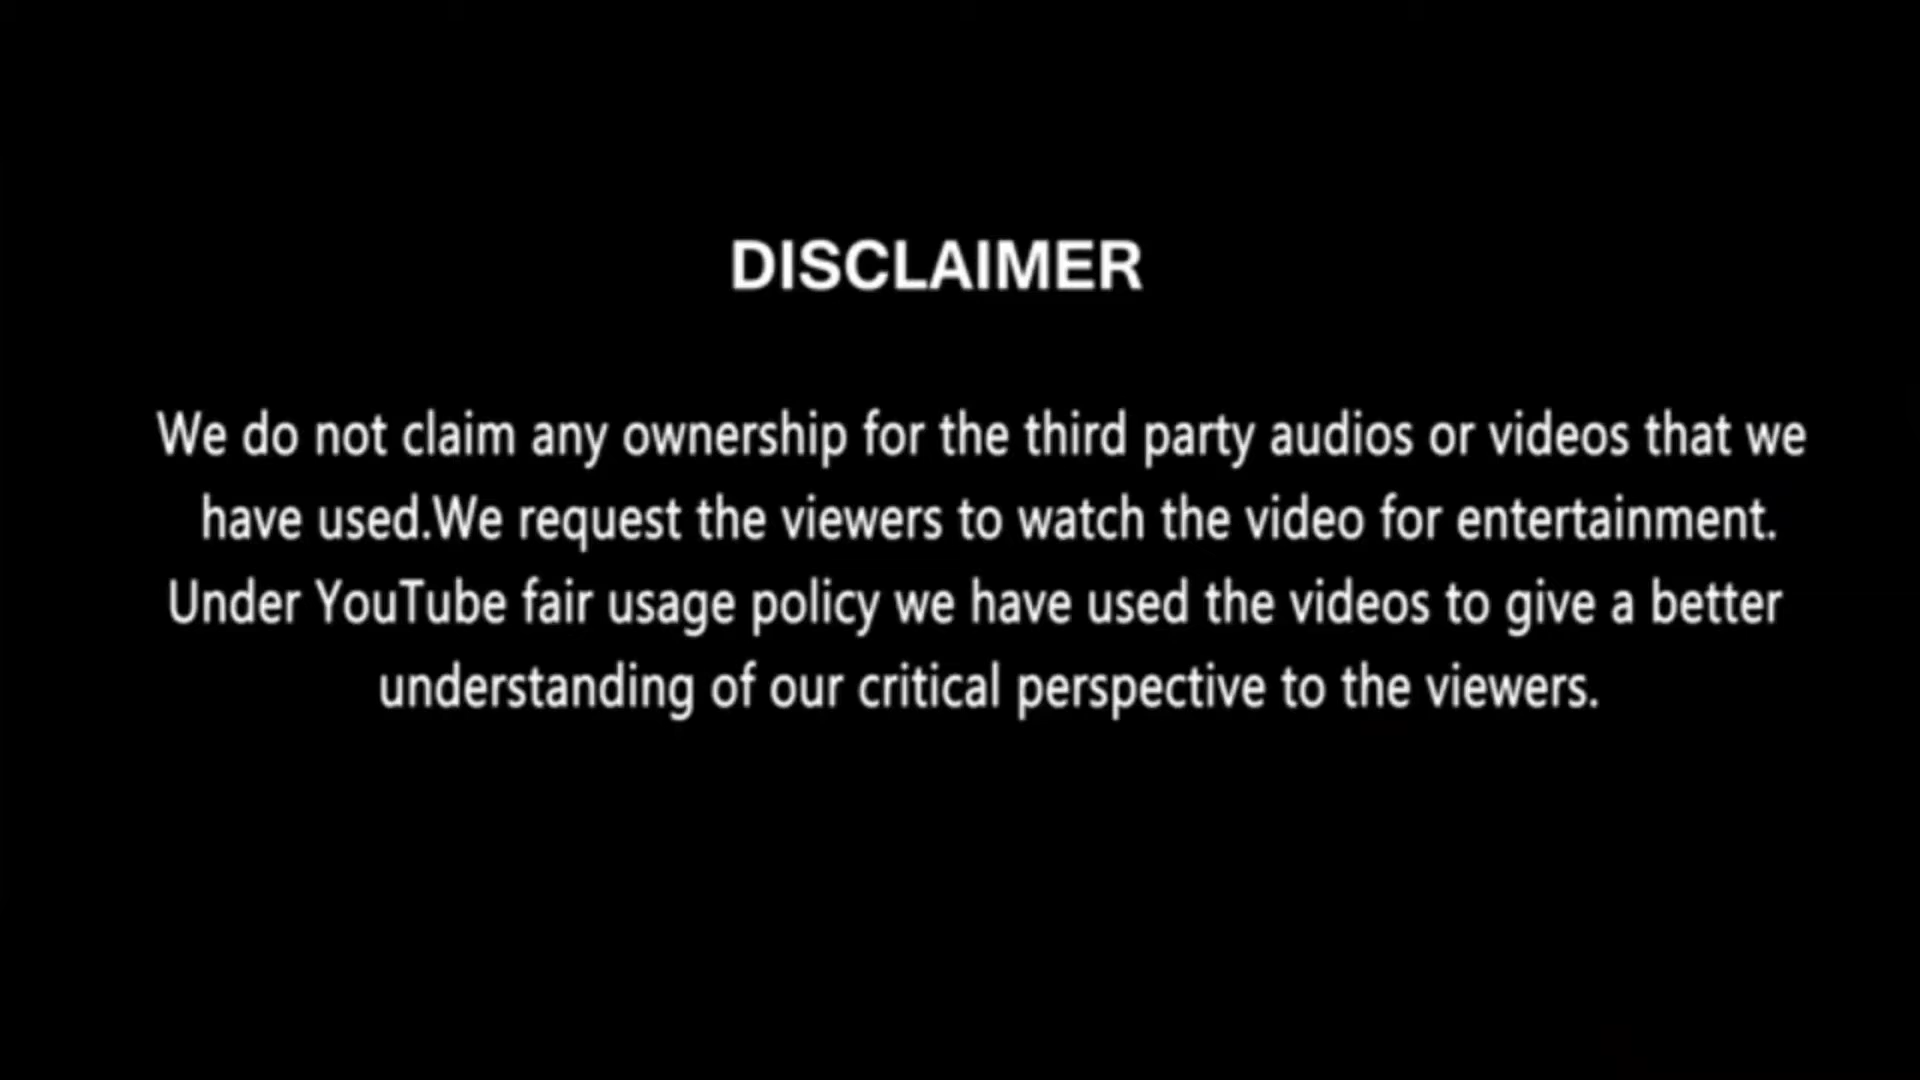 DISCLAIMER
We do not claim any ownership for the third party audios or videos that we
have used.We request the viewers to watch the video for entertainment.
Under YouTube fair usage policy we have used the videos to give a better
understanding of our critical perspective to the viewers.